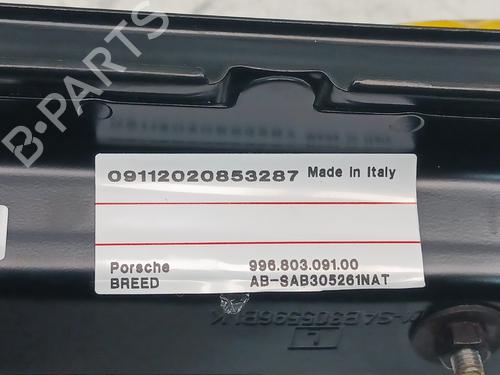 B-PARTS
09112020853287 Made in Italy
Porsche 996.803.091.00
BREED AB-SAB305261NAT